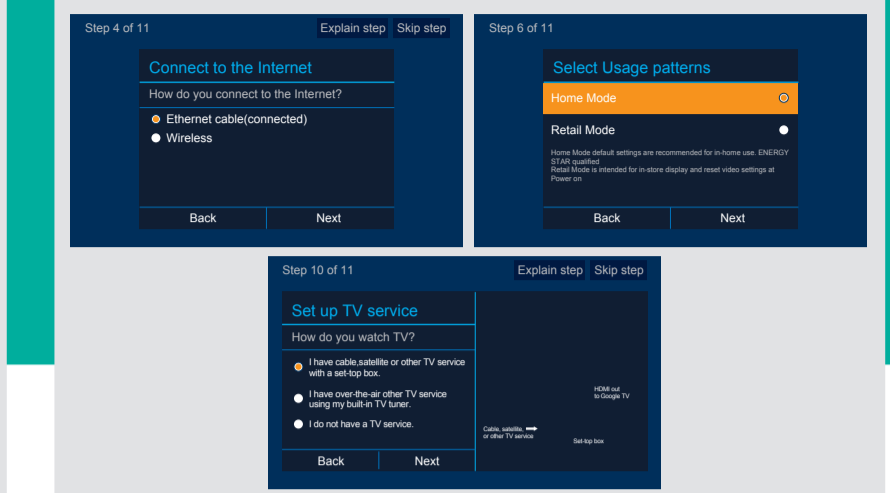 Step 4 of 11
Explain step Skip step
Connect to the Internet
How do you connect to the Internet?
Ethernet cable(connected)
Wireless
Back Next
Step 6 of 11
Select Usage patterns
Home Mode
Retail Mode
Home Mode default settings are recommended for in-home use. ENERGY
STAR qualified
Retail Mode is intended for in-store display and reset video settings at
Power on
Back Next
Step 10 of 11
Explain step Skip step
Set up TV service
How do you watch TV?
I have cable,satellite or other TV service
with a set-top box.
I have over-the-air other TV service
using my built-in TV tuner.
I do not have a TV service.
Back Next
HDMI out
to Google TV
Cable, satellite,
or other TV service
Set-top box